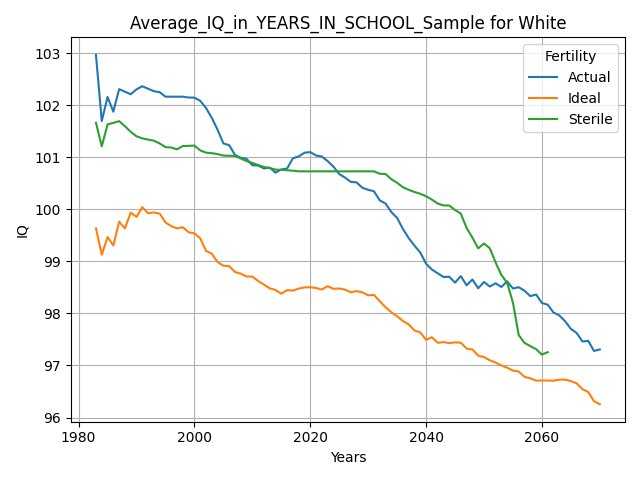 Average_IQ_in_YEARS_IN_SCHOOL_Sample for White
Fertility
Actual
Ideal
Sterile
IQ
103
102
101
100
99
98
97
96
1980
2000
2020
2040
2060
Years